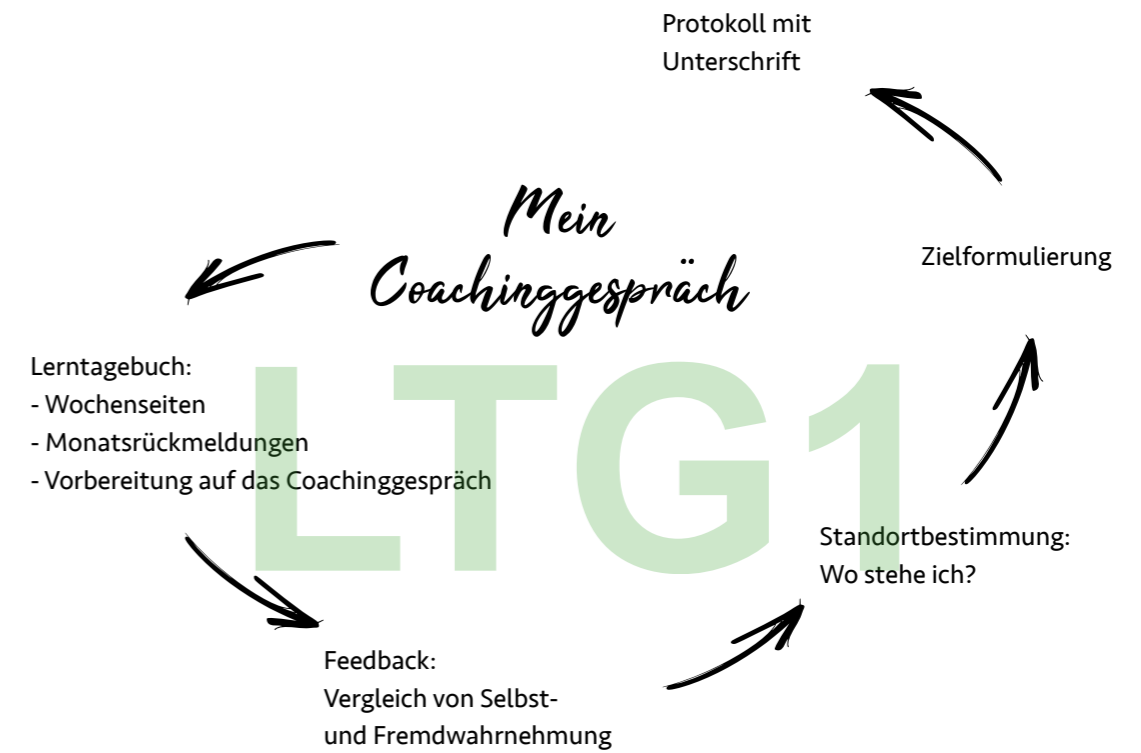 Protokoll mit
Unterschrift
Mein
Coachinggespräch
Zielformulierung
Lerntagebuch:
- Wochenseiten
- Monatsrückmeldungen
- Vorbereitung auf das Coachinggespräch
LTG1
Standortbestimmung:
Wo stehe ich?
Feedback:
Vergleich von Selbst-
und Fremdwahrnehmung